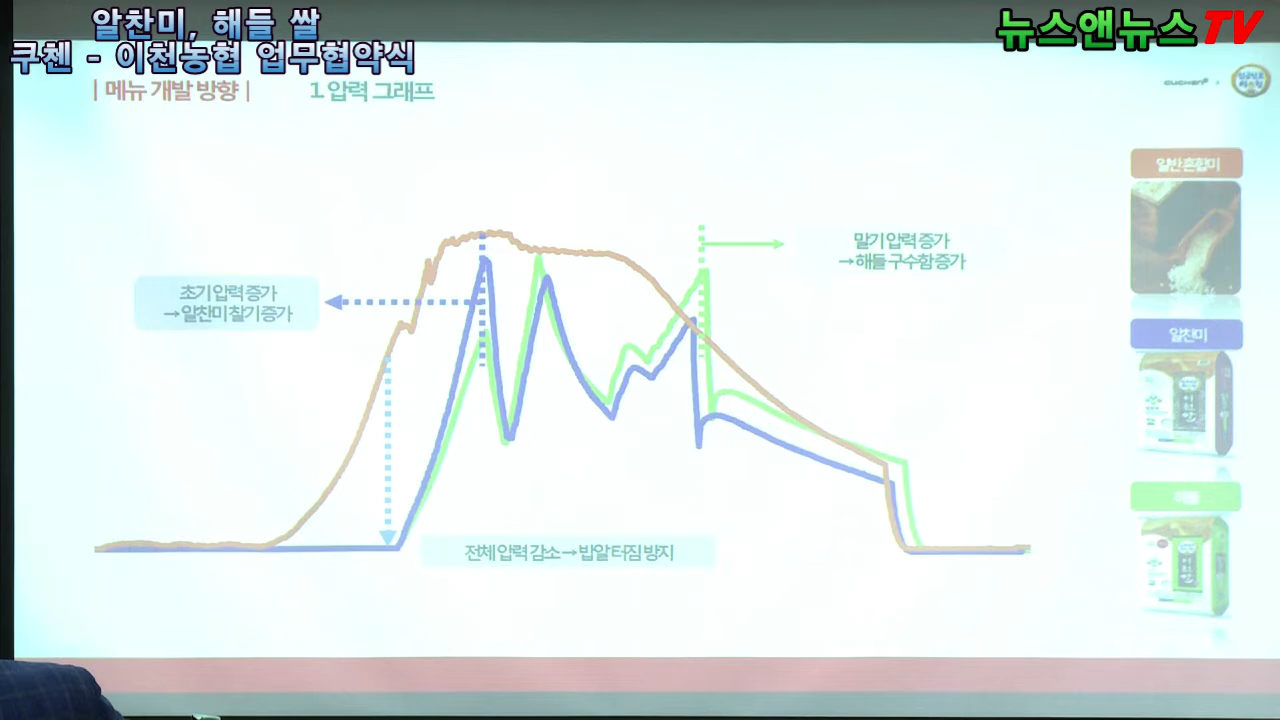 알찬미, 해들 쌀
쿠첸 - 이천농협 업무협약식
뉴스앤뉴스TV
| 메뉴 개발 방향 |
1. 압력 그래프
CUCHEN
일반 혼합미
말기 압력 증가
→ 해들 구수함 증가
초기 압력 증가
→ 알찬미 찰기 증가
알찬미
해들
전체 압력 감소 → 밥알 터짐 방지